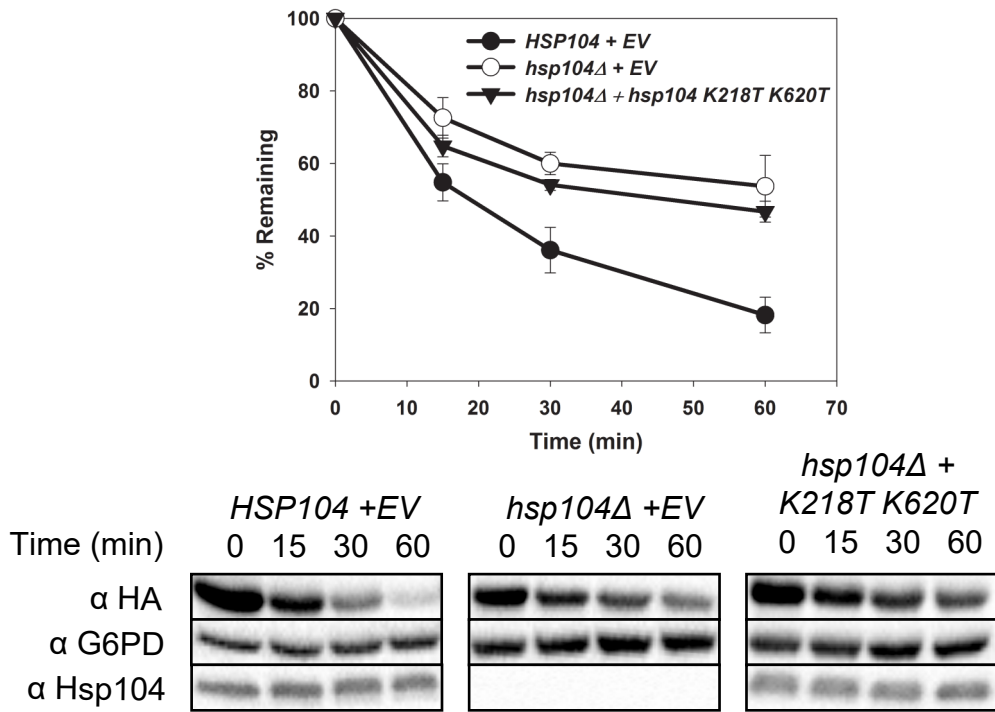 100
80
60
40
20
0
% Remaining
HSP104 + EV
hsp104Δ + EV
hsp104Δ + hsp104 K218T K620T
0 10 20 30 40 50 60 70
Time (min)
HSP104 +EV
hsp104Δ +EV
hsp104Δ +
K218T K620T
Time (min) 0 15 30 60 0 15 30 60 0 15 30 60
α HA
α G6PD
α Hsp104